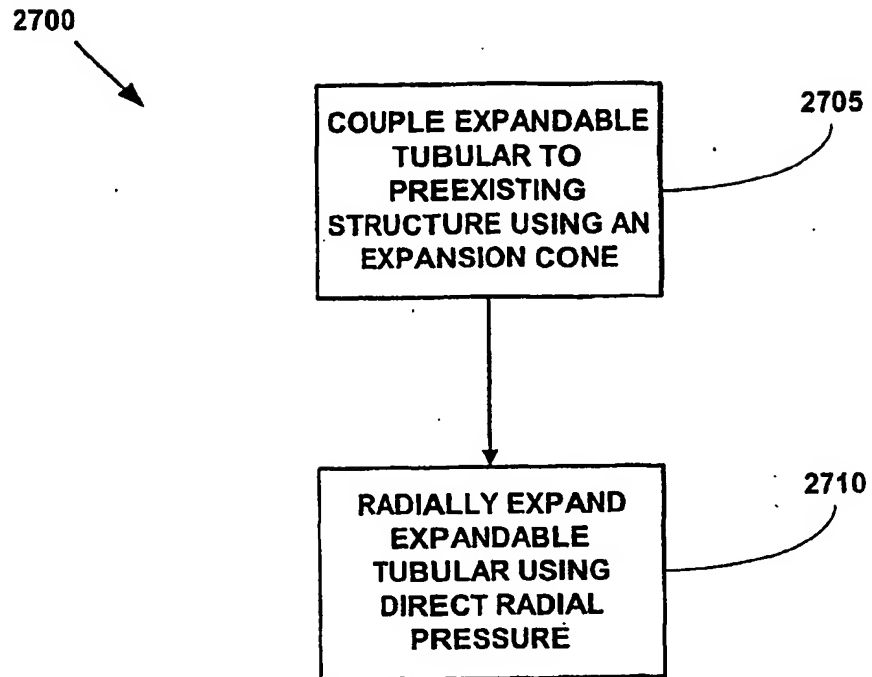 2700
2705
COUPLE EXPANDABLE
TUBULAR TO
PREEXISTING
STRUCTURE USING AN
EXPANSION CONE
2710
RADIALLY EXPAND
EXPANDABLE
TUBULAR USING
DIRECT RADIAL
PRESSURE